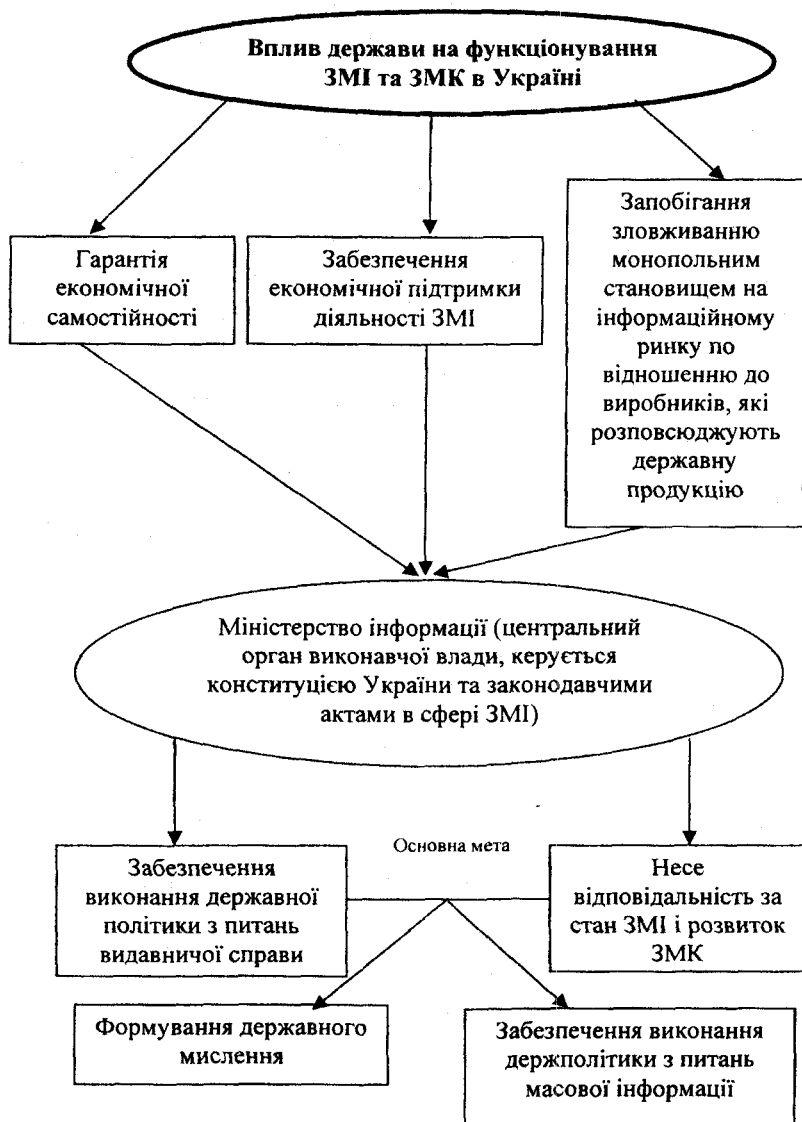 Вплив держави на функціонування
ЗМІ та ЗМК в Україні
Гарантія
економічної
самостійності
Забезпечення
економічної підтримки
діяльності ЗМІ
Запобігання
зловживанню
монопольним
становищем на
інформаційному
ринку по
відношенню до
виробників, які
розповсюджують
державну
продукцію
Міністерство інформації (центральний
орган виконавчої влади, керується
конституцією України та законодавчими
актами в сфері ЗМІ)
Забезпечення
виконання державної
політики з питань
видавничої справи
Основна мета
Несе
відповідальність за
стан ЗМІ і розвиток
ЗМК
Формування державного
мислення
Забезпечення виконання
держполітики з питань
масової інформації